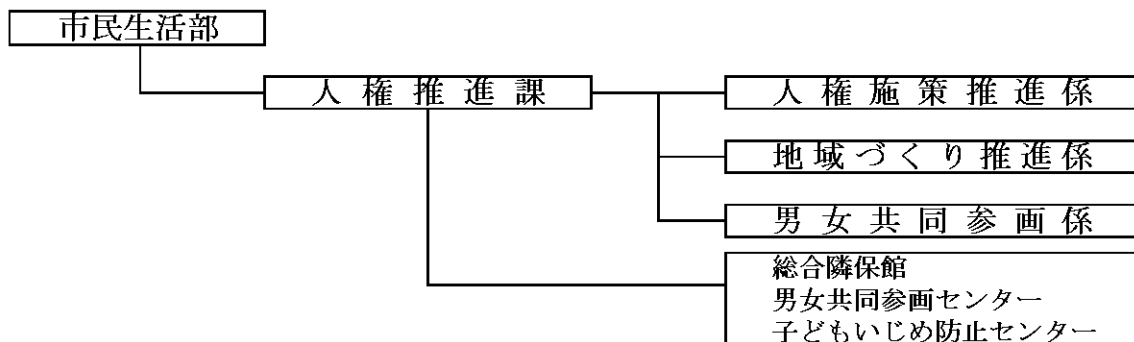 市民生活部
人権推進課
人権施策推進係
地域づくり推進係
男女共同参画係
総合隣保館
男女共同参画センター
子どもいじめ防止センター